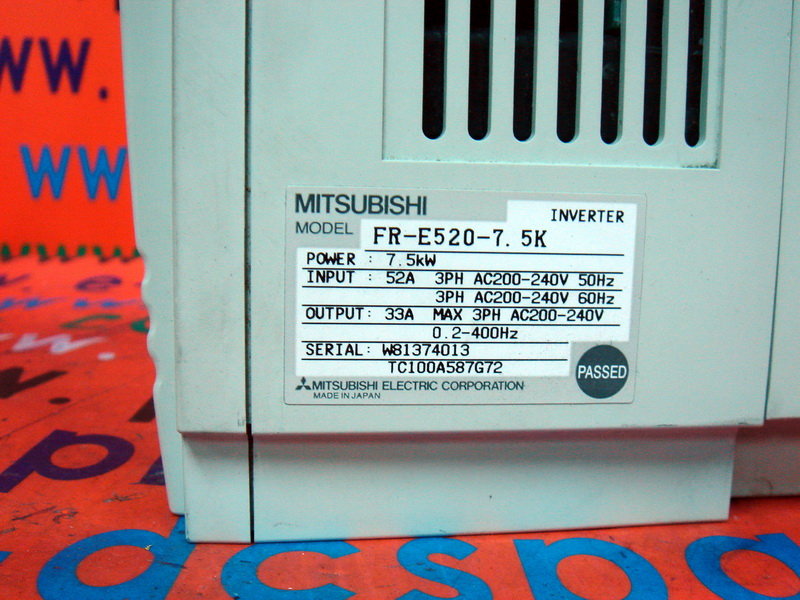 WW.
WW
MITSUBISHI
INVERTER
MODEL FR-E520-7.5K
POWER : 7.5kW
INPUT : 52A 3PH AC200-240V 50Hz
3PH AC200-240V 60Hz
OUTPUT: 33A MAX 3PH AC200-240V
0.2-400Hz
SERIAL: W81374013
TC100A587G72
PASSED
MITSUBISHI ELECTRIC CORPORATION
MADE IN JAPAN
acspa